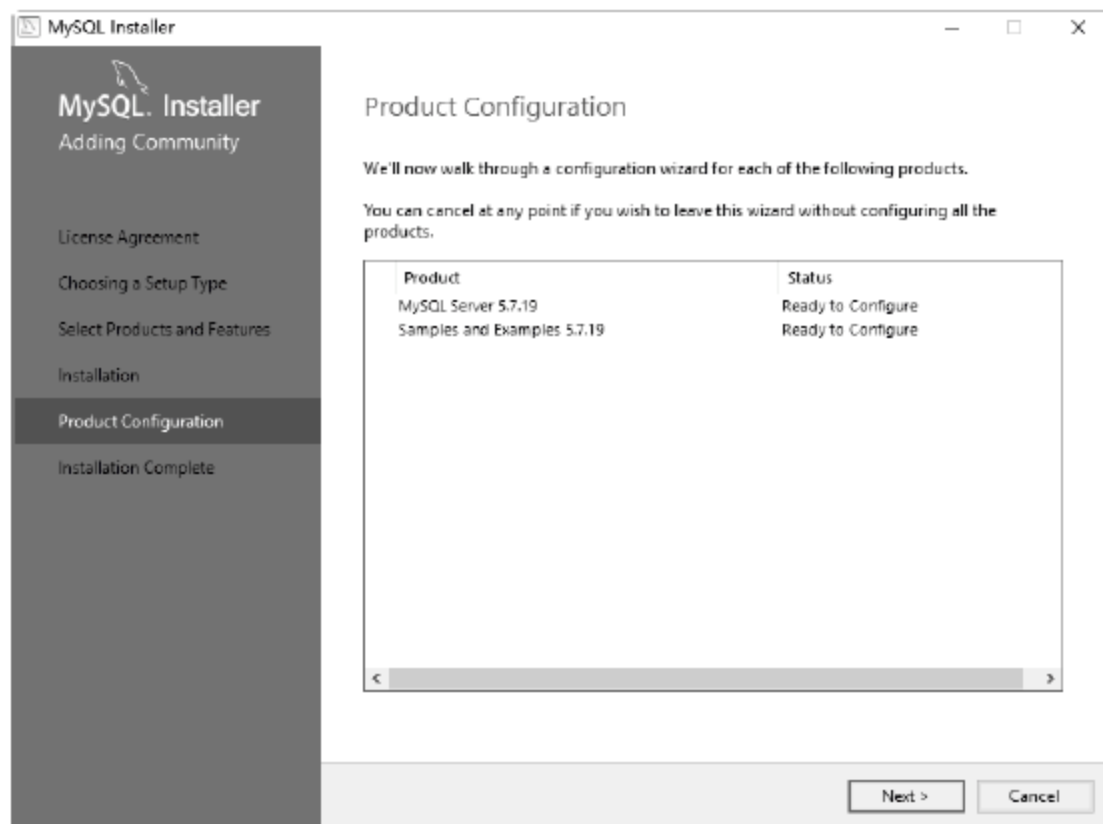 MySQL Installer
MySQL. Installer
Adding Community
License Agreement
Choosing a Setup Type
Select Products and Features
Installation
Product Configuration
Installation Complete
Product Configuration
We'll now walk through a configuration wizard for each of the following products.
You can cancel at any point if you wish to leave this wizard without configuring all the
products.
Product Status
MySQL Server 5.7.19 Ready to Configure
Samples and Examples 5.7.19 Ready to Configure
Next > Cancel